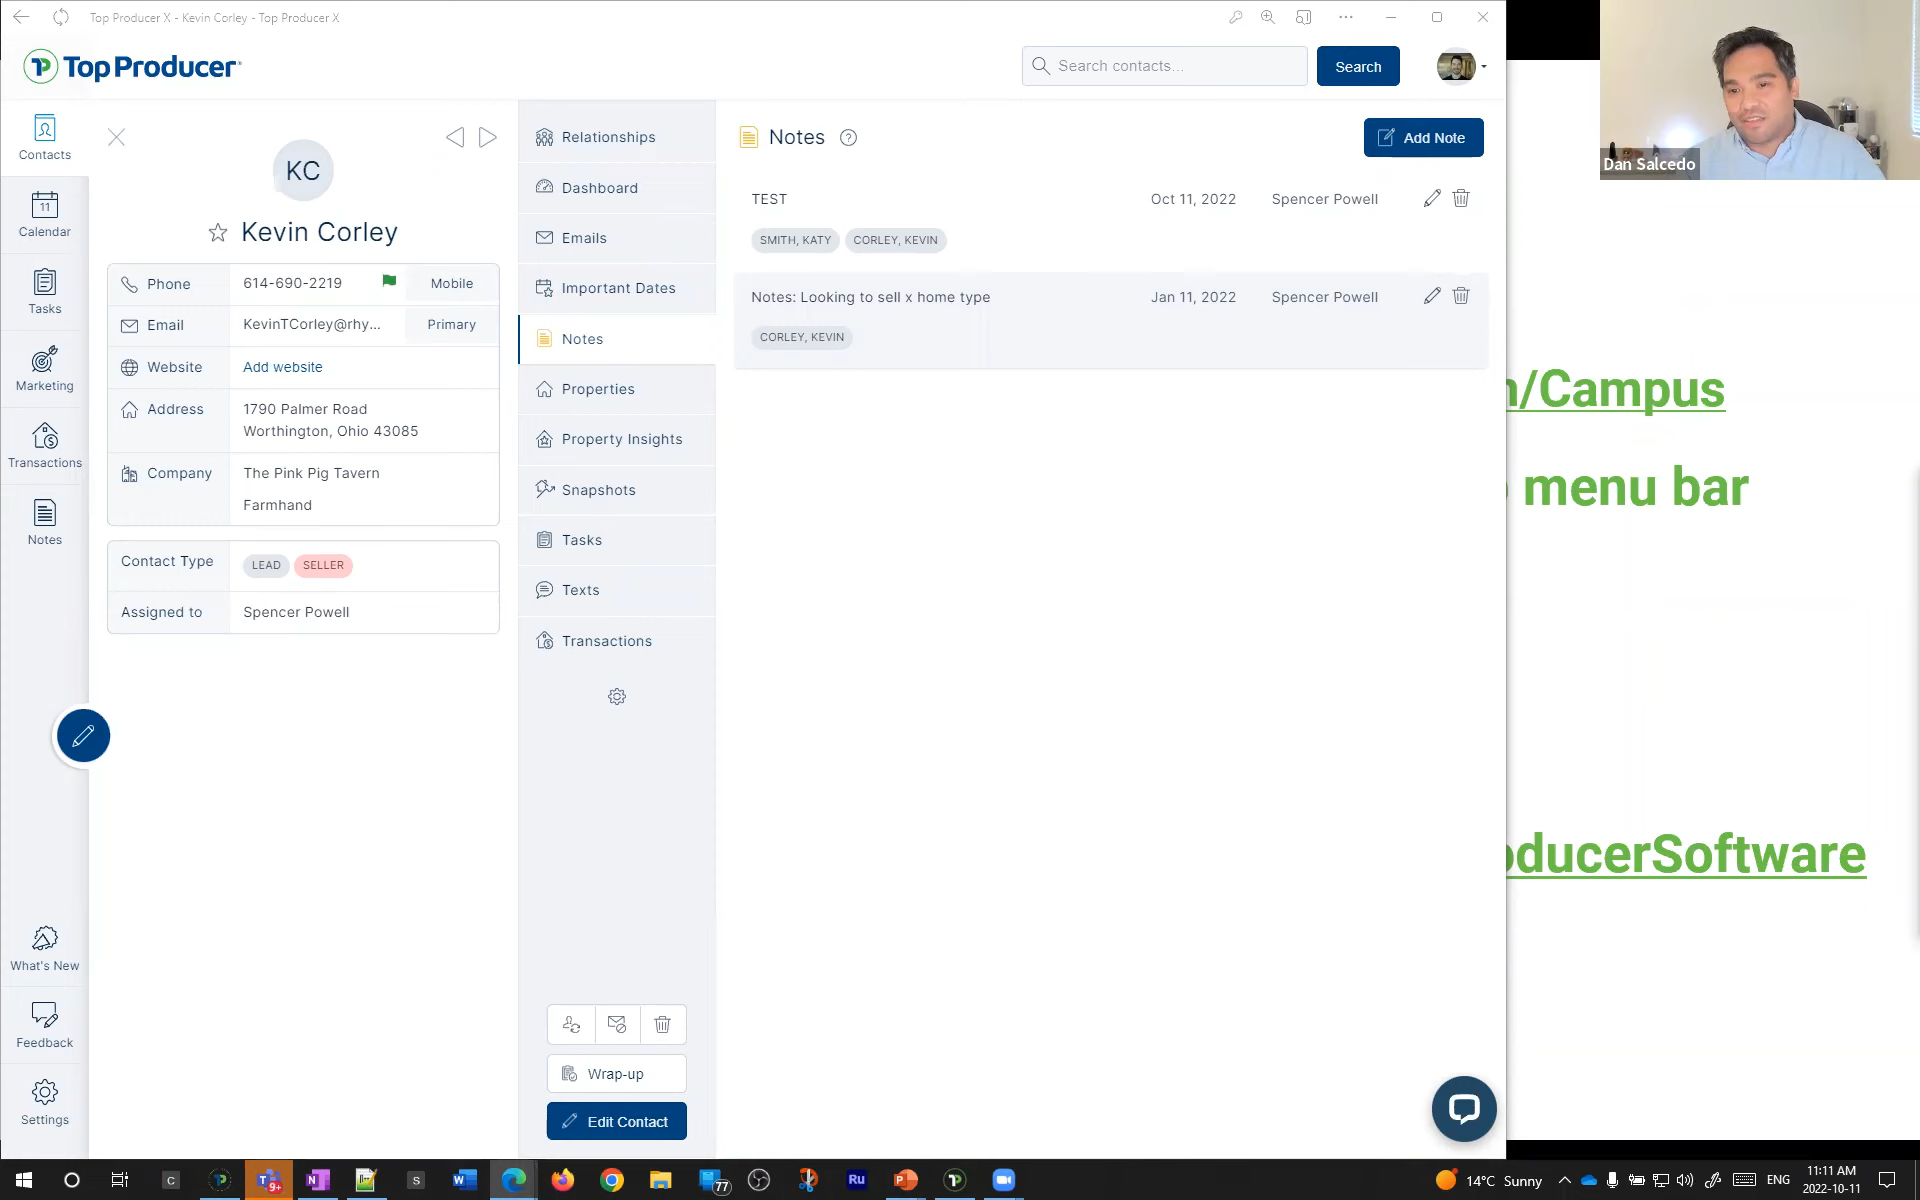 Top Producer X - Kevin Corley - Top Producer X
Top Producer
Search contacts...
Search
Dan Salcedo
Contacts
11
Calendar
Tasks
Marketing
Transactions
Notes
What's New
Feedback
Settings
KC
Kevin Corley
Phone 614-690-2219 Mobile
Email KevinTCorley@rhy... Primary
Website Add website
Address 1790 Palmer Road
Worthington, Ohio 43085
Company The Pink Pig Tavern
Farmhand
Contact Type LEAD SELLER
Assigned to Spencer Powell
Relationships
Dashboard
Emails
Important Dates
Notes
Properties
Property Insights
Snapshots
Tasks
Texts
Transactions
Wrap-up
Edit Contact
Notes
Add Note
TEST Oct 11, 2022 Spencer Powell
SMITH, KATY CORLEY, KEVIN
Notes: Looking to sell x home type Jan 11, 2022 Spencer Powell
CORLEY, KEVIN
/Campus
menu bar
oducerSoftware
C
T 9+
N
S
W
77
Ru
P
14°C Sunny
ENG
11:11 AM
2022-10-11